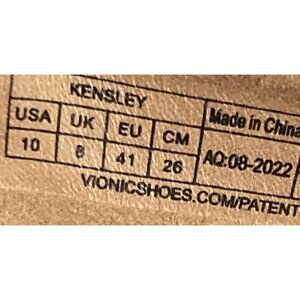 KENSLEY
USA UK EU CM Made in China
10 8 41 26 AQ:08-2022
VIONICSHOES.COM/PATENT